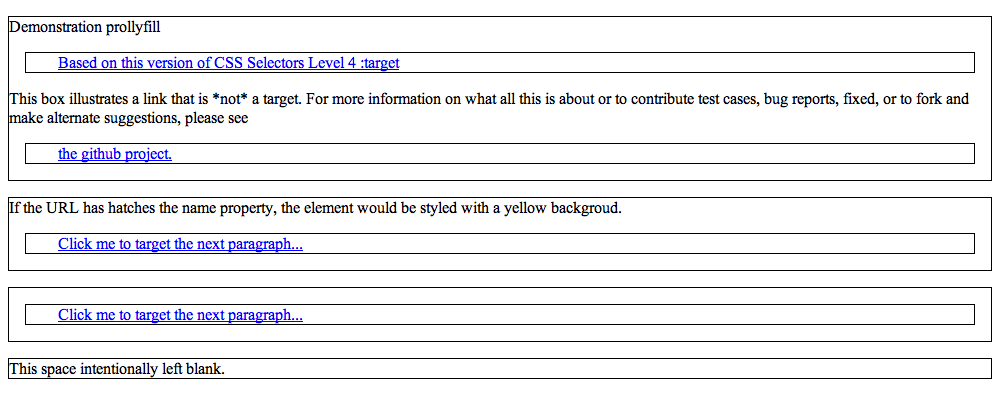 Demonstration prollyfill
Based on this version of CSS Selectors Level 4 :target
This box illustrates a link that is *not* a target. For more information on what all this is about or to contribute test cases, bug reports, fixed, or to fork and
make alternate suggestions, please see
the github project.
If the URL has hatches the name property, the element would be styled with a yellow backgroud.
Click me to target the next paragraph...
Click me to target the next paragraph...
This space intentionally left blank.